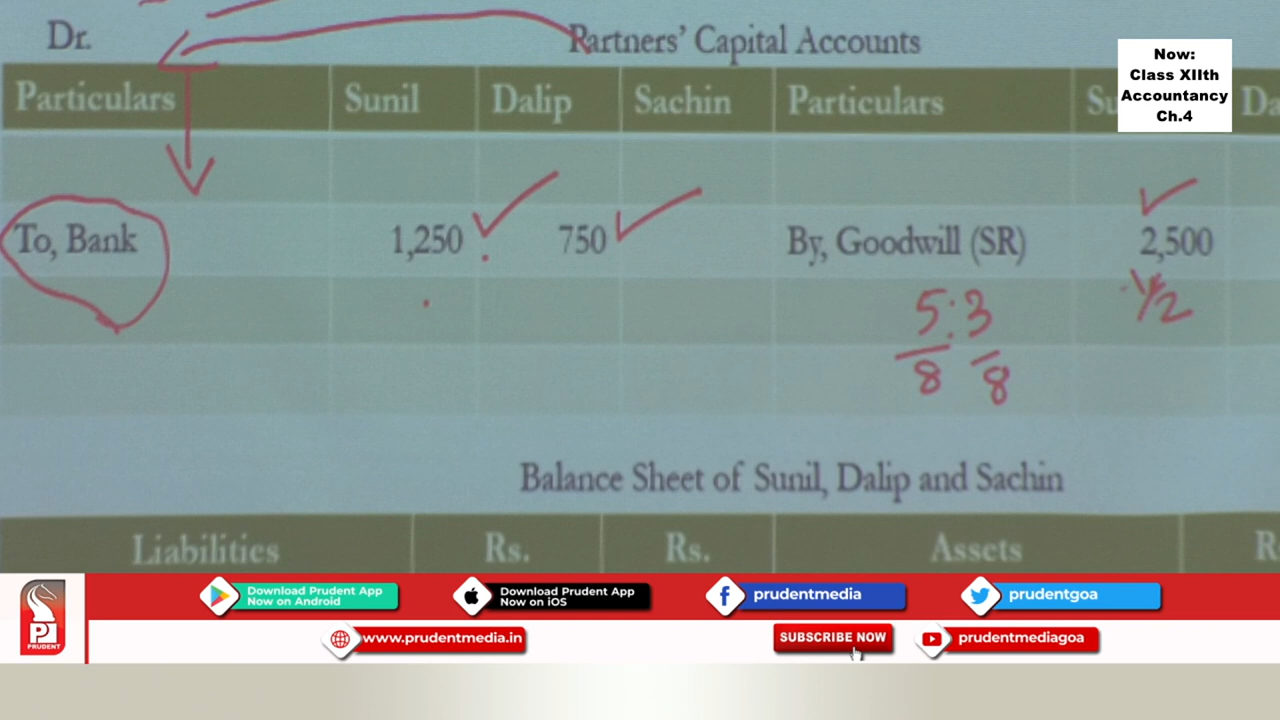 Dr. Partners' Capital Accounts
Particulars Sunil Dalip Sachin Particulars Su Da
To, Bank 1,250 750 By, Goodwill (SR) 2,500
5:3 1/2
8 8
Balance Sheet of Sunil, Dalip and Sachin
Liabilities Rs. Rs. Assets R
Now:
Class XIIth
Accountancy
Ch.4
Download Prudent App
Now on Android
Download Prudent App
Now on iOS
prudentmedia
prudentgoa
PRUDENT
www.prudentmedia.in
SUBSCRIBE NOW
prudentmediagoa